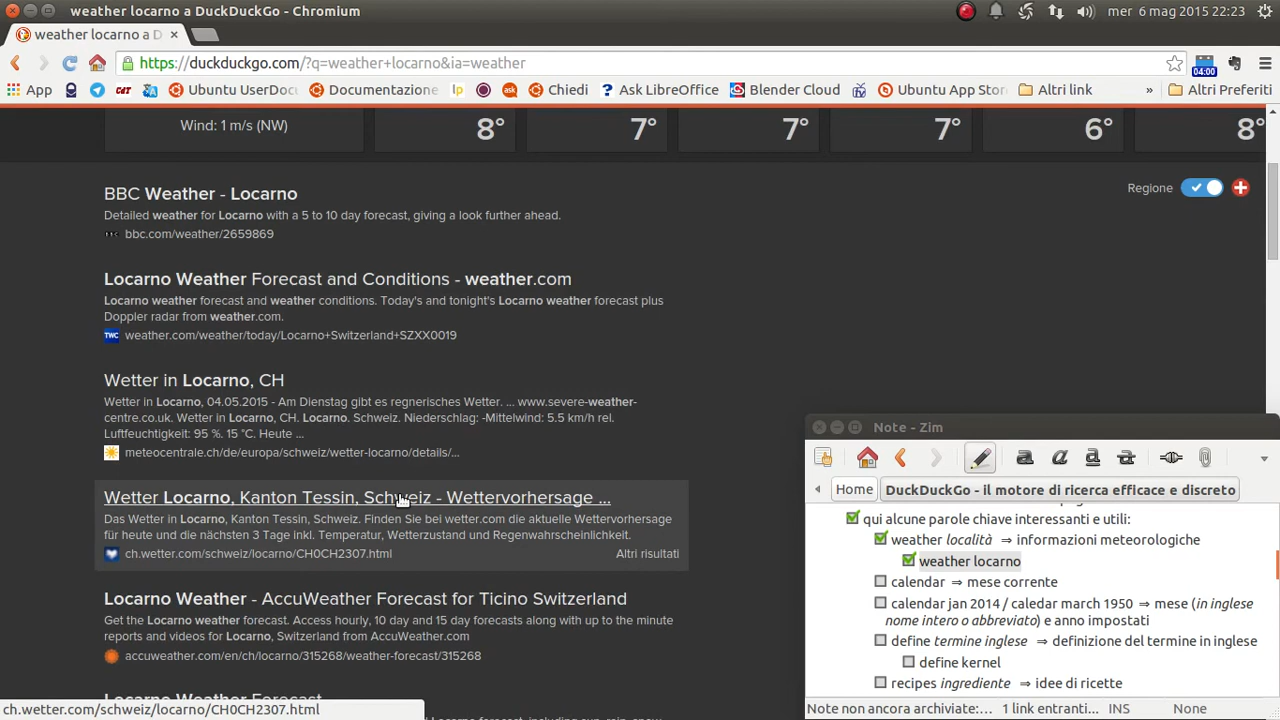 weather locarno a DuckDuckGo - Chromium
mer 6 mag 2015 22:23
weather locarno a D
https://duckduckgo.com/?q=weather+locarno&ia=weather
04:00
App
Ubuntu UserDocu
Documentazione
lp
Chiedi
Ask LibreOffice
Blender Cloud
Ubuntu App Stor
Altri link
»
Altri Preferiti
Wind: 1 m/s (NW)
8° 7° 7° 7° 6° 8°
BBC Weather - Locarno
Regione
Detailed weather for Locarno with a 5 to 10 day forecast, giving a look further ahead.
bbc.com/weather/2659869
Locarno Weather Forecast and Conditions - weather.com
Locarno weather forecast and weather conditions. Today's and tonight's Locarno weather forecast plus
Doppler radar from weather.com.
weather.com/weather/today/Locarno+Switzerland+SZXX0019
Wetter in Locarno, CH
Wetter in Locarno, 04.05.2015 - Am Dienstag gibt es regnerisches Wetter. ... www.severe-weather-
centre.co.uk. Wetter in Locarno, CH. Locarno. Schweiz. Niederschlag: -Mittelwind: 5.5 km/h rel.
Luftfeuchtigkeit: 95 %. 15 °C. Heute ...
meteocentrale.ch/de/europa/schweiz/wetter-locarno/details/...
Wetter Locarno, Kanton Tessin, Schweiz - Wettervorhersage ...
Das Wetter in Locarno, Kanton Tessin, Schweiz. Finden Sie bei wetter.com die aktuelle Wettervorhersage
für heute und die nächsten 3 Tage inkl. Temperatur, Wetterzustand und Regenwahrscheinlichkeit.
ch.wetter.com/schweiz/locarno/CH0CH2307.html
Altri risultati
Locarno Weather - AccuWeather Forecast for Ticino Switzerland
Get the Locarno weather forecast. Access hourly, 10 day and 15 day forecasts along with up to the minute
reports and videos for Locarno, Switzerland from AccuWeather.com
accuweather.com/en/ch/locarno/315268/weather-forecast/315268
Locarno Weather Forecast
ch.wetter.com/schweiz/locarno/CH0CH2307.html
Note - Zim
Home
DuckDuckGo - il motore di ricerca efficace e discreto
qui alcune parole chiave interessanti e utili:
weather località ⇒ informazioni meteorologiche
weather locarno
calendar ⇒ mese corrente
calendar jan 2014 / caledar march 1950 ⇒ mese (in inglese
nome intero o abbreviato) e anno impostati
define termine inglese ⇒ definizione del termine in inglese
define kernel
recipes ingrediente ⇒ idee di ricette
Note non ancora archiviate:...
1 link entranti...
INS
None